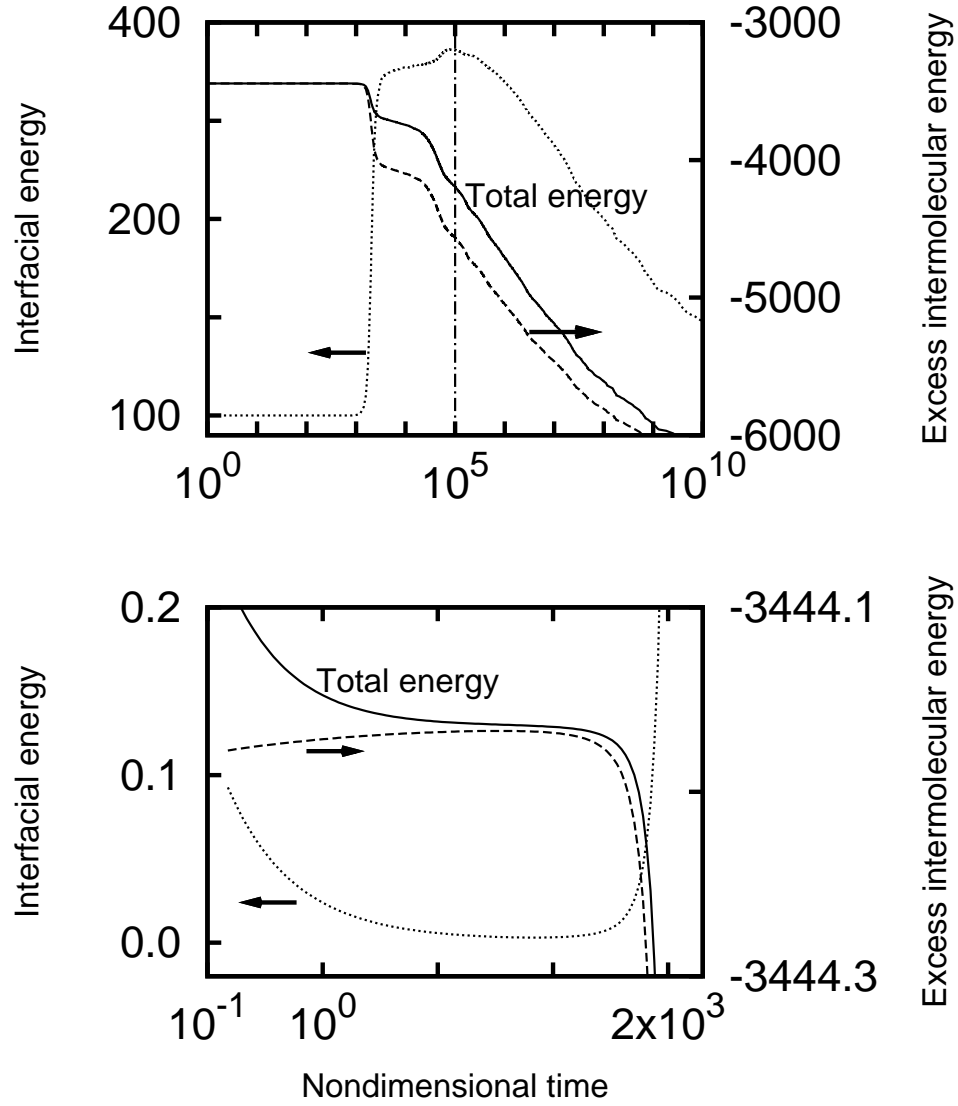 400
-3000
-4000
Total energy
200
-5000
100
-6000
10^0
10^5
10^10
Interfacial energy
Excess intermolecular energy
0.2
-3444.1
Total energy
0.1
0.0
-3444.3
10^-1
10^0
2x10^3
Interfacial energy
Excess intermolecular energy
Nondimensional time